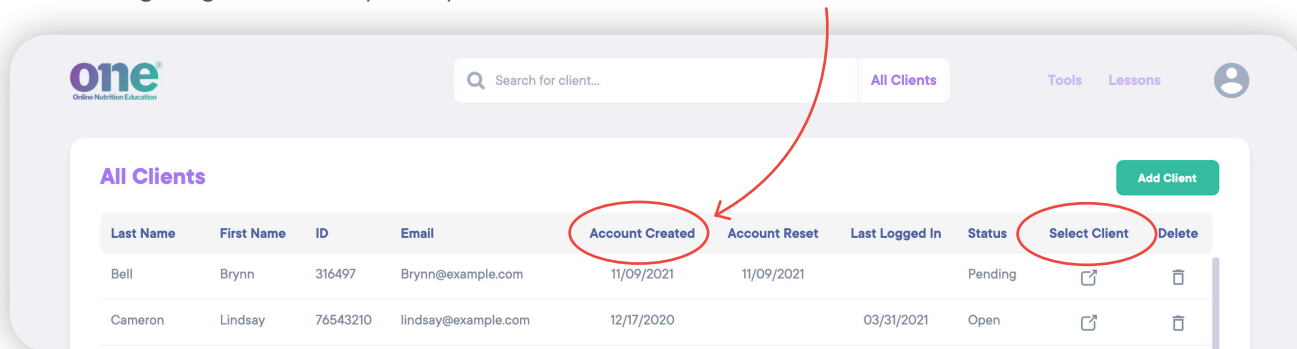 one®
Online Nutrition Education
Search for client...
All Clients
Tools
Lessons
All Clients
Add Client
Last Name First Name ID Email Account Created Account Reset Last Logged In Status Select Client Delete
Bell Brynn 316497 Brynn@example.com 11/09/2021 11/09/2021 Pending
Cameron Lindsay 76543210 lindsay@example.com 12/17/2020 03/31/2021 Open